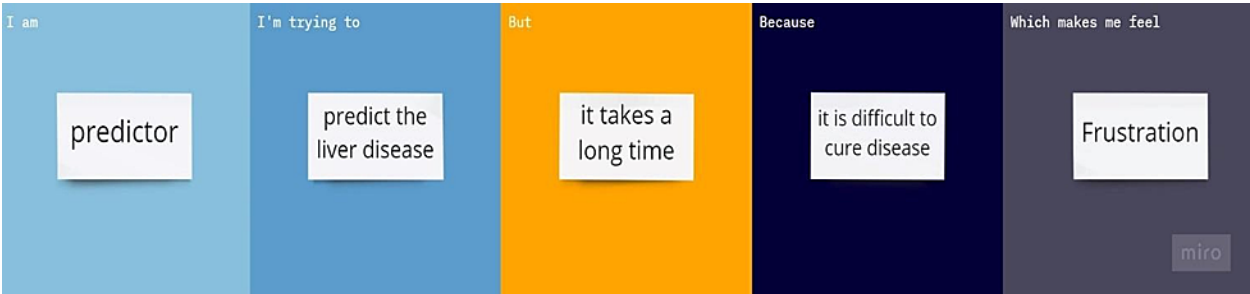 I am
predictor
I'm trying to
predict the
liver disease
But
it takes a
long time
Because
it is difficult to
cure disease
Which makes me feel
Frustration
miro